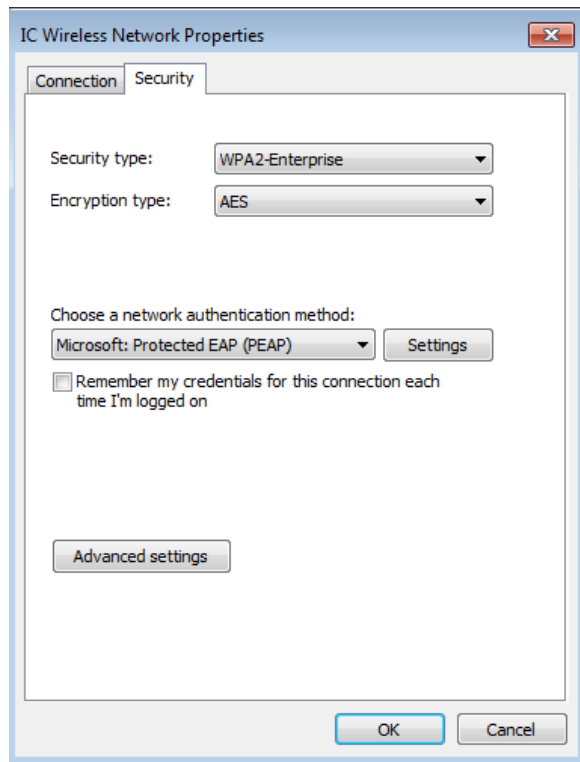 IC Wireless Network Properties
Connection
Security
Security type:
WPA2-Enterprise
Encryption type:
AES
Choose a network authentication method:
Microsoft: Protected EAP (PEAP)
Settings
Remember my credentials for this connection each
time I'm logged on
Advanced settings
OK
Cancel